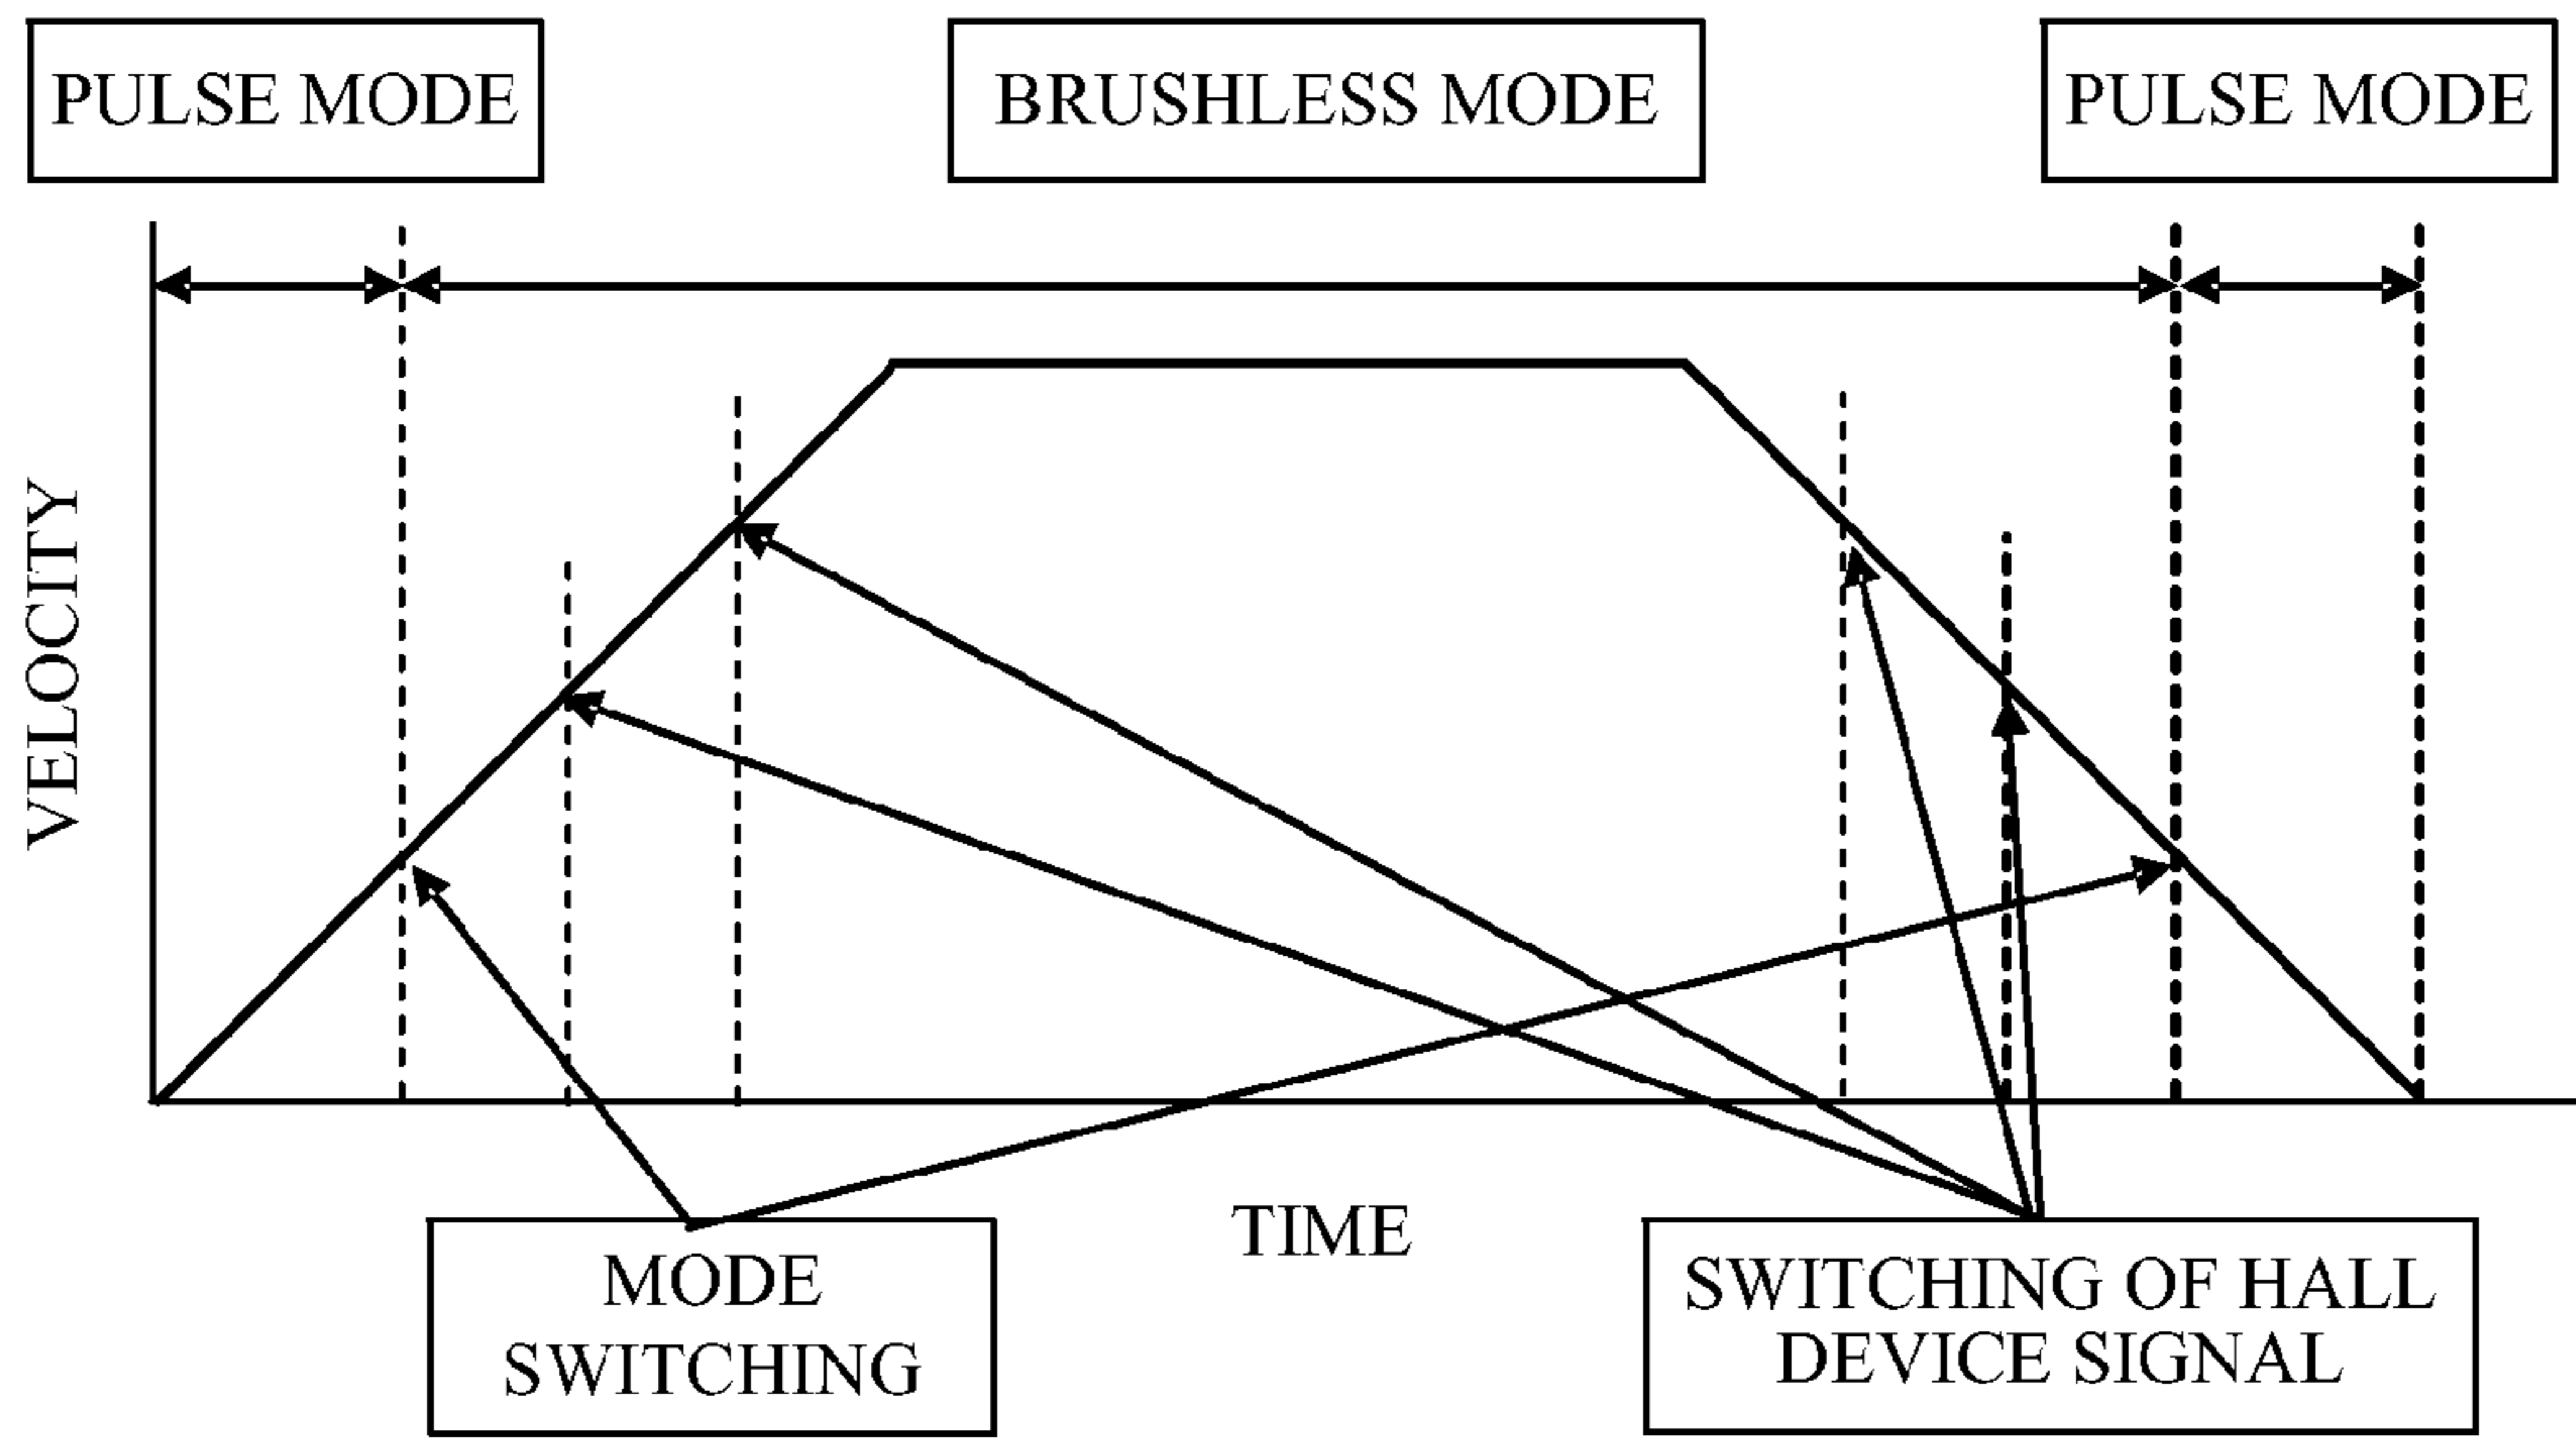 PULSE MODE
BRUSHLESS MODE
PULSE MODE
VELOCITY
TIME
MODE
SWITCHING
SWITCHING OF HALL
DEVICE SIGNAL